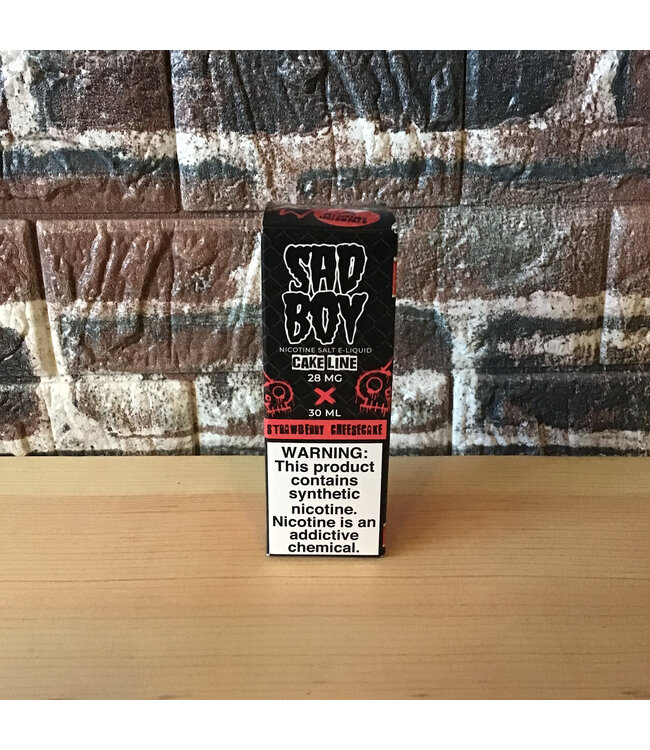 SAD
BOY
NICOTINE SALT E-LIQUID
CAKE LINE
28 MG
X
30 ML
STRAWBERRY CHEESECAKE
WARNING:
This product
contains
synthetic
nicotine.
Nicotine is an
addictive
chemical.